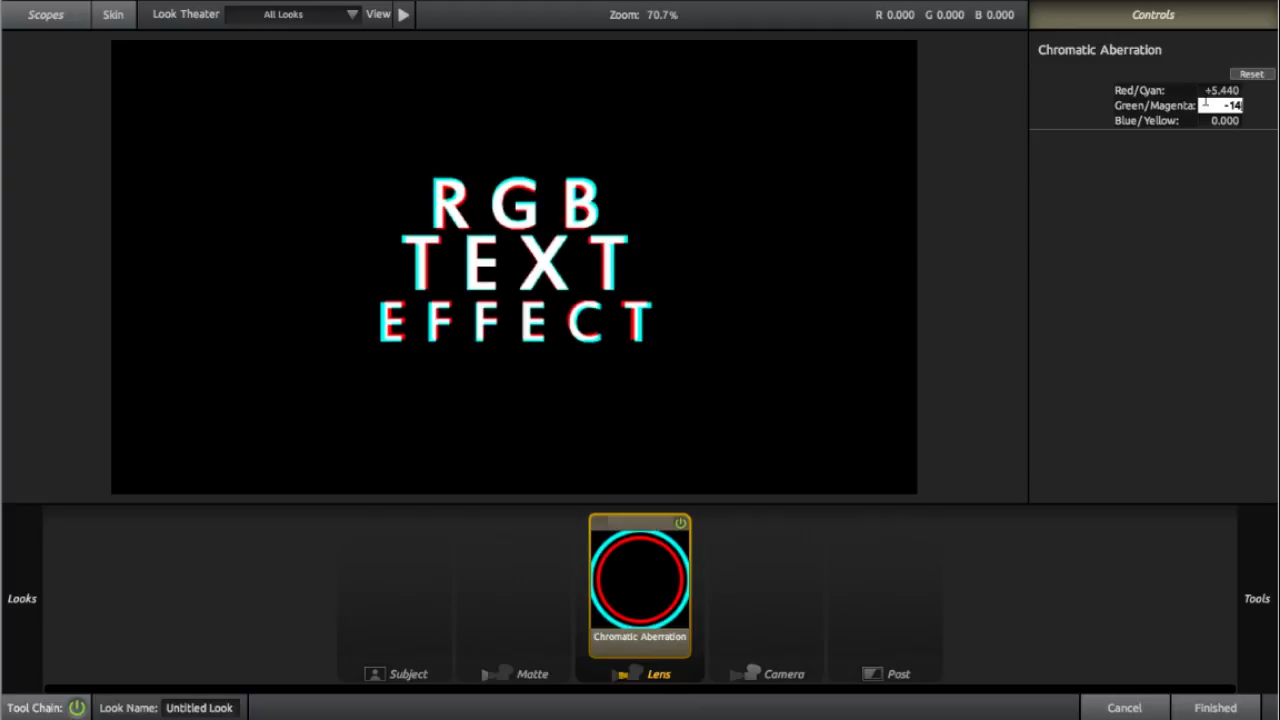 Scopes Skin Look Theater All Looks View Zoom: 70.7% R 0.000 G 0.000 B 0.000 Controls
Chromatic Aberration
Reset
Red/Cyan: +5.440
Green/Magenta: -14
Blue/Yellow: 0.000
RGB
TEXT
EFFECT
Looks
Tools
Chromatic Aberration
Subject Matte Lens Camera Post
Tool Chain: Look Name: Untitled Look Cancel Finished